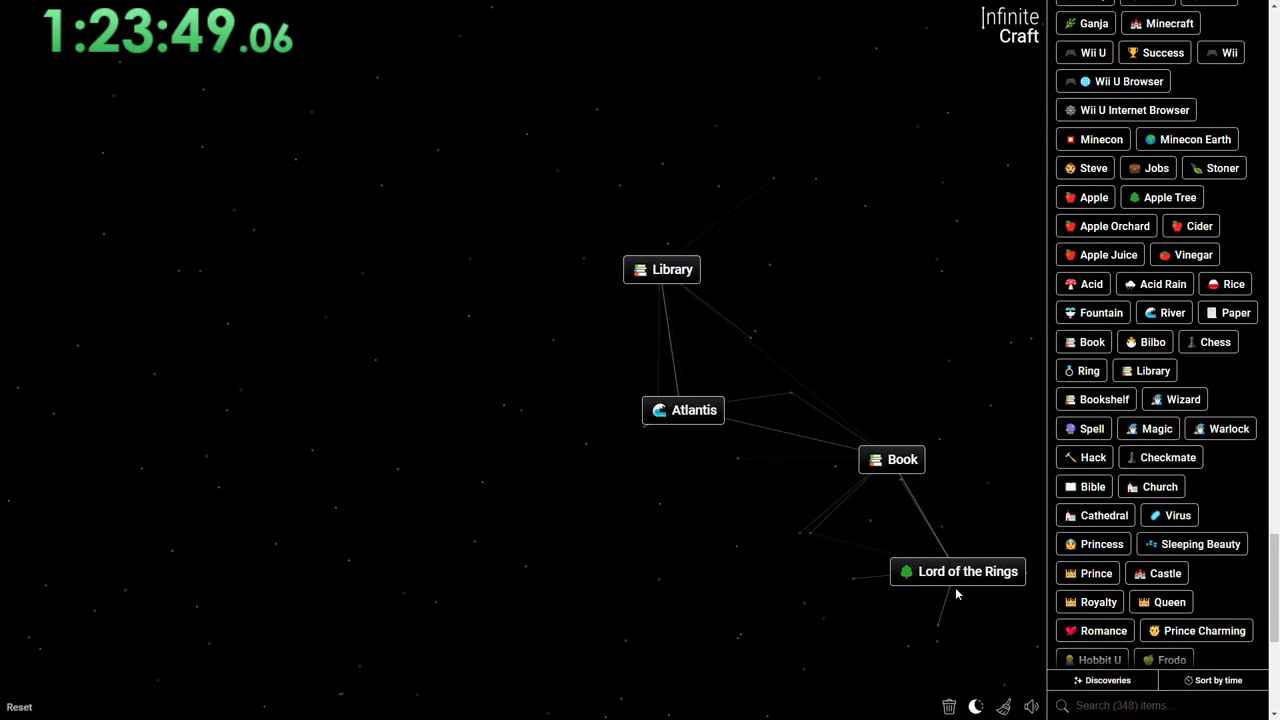 1:23:49.06
Infinite
Craft
Library
Atlantis
Book
Lord of the Rings
Reset
Ganja Minecraft
Wii U Success Wii
Wii U Browser
Wii U Internet Browser
Minecon Minecon Earth
Steve Jobs Stoner
Apple Apple Tree
Apple Orchard Cider
Apple Juice Vinegar
Acid Acid Rain Rice
Fountain River Paper
Book Bilbo Chess
Ring Library
Bookshelf Wizard
Spell Magic Warlock
Hack Checkmate
Bible Church
Cathedral Virus
Princess Sleeping Beauty
Prince Castle
Royalty Queen
Romance Prince Charming
Hobbit U Frodo
Discoveries Sort by time
Search (348) items...